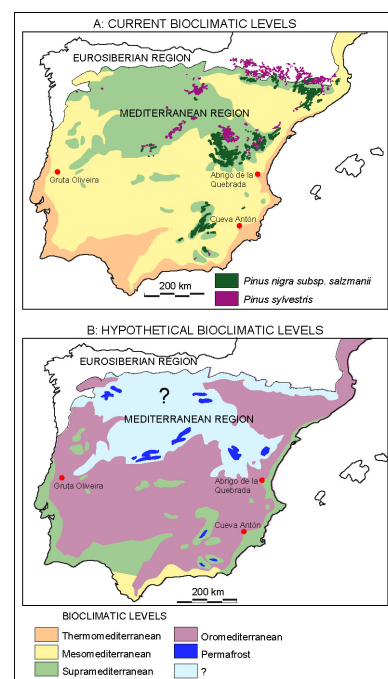 A: CURRENT BIOCLIMATIC LEVELS
EUROSIBERIAN REGION
MEDITERRANEAN REGION
Gruta Oliveira
Abrigo de la
Quebrada
Cueva Antón
200 km
Pinus nigra subsp. salzmanii
Pinus sylvestris
B: HYPOTHETICAL BIOCLIMATIC LEVELS
EUROSIBERIAN REGION
?
MEDITERRANEAN REGION
Gruta Oliveira
Abrigo de la
Quebrada
Cueva Antón
200 km
BIOCLIMATIC LEVELS
Thermomediterranean
Oromediterranean
Mesomediterranean
Permafrost
Supramediterranean
?